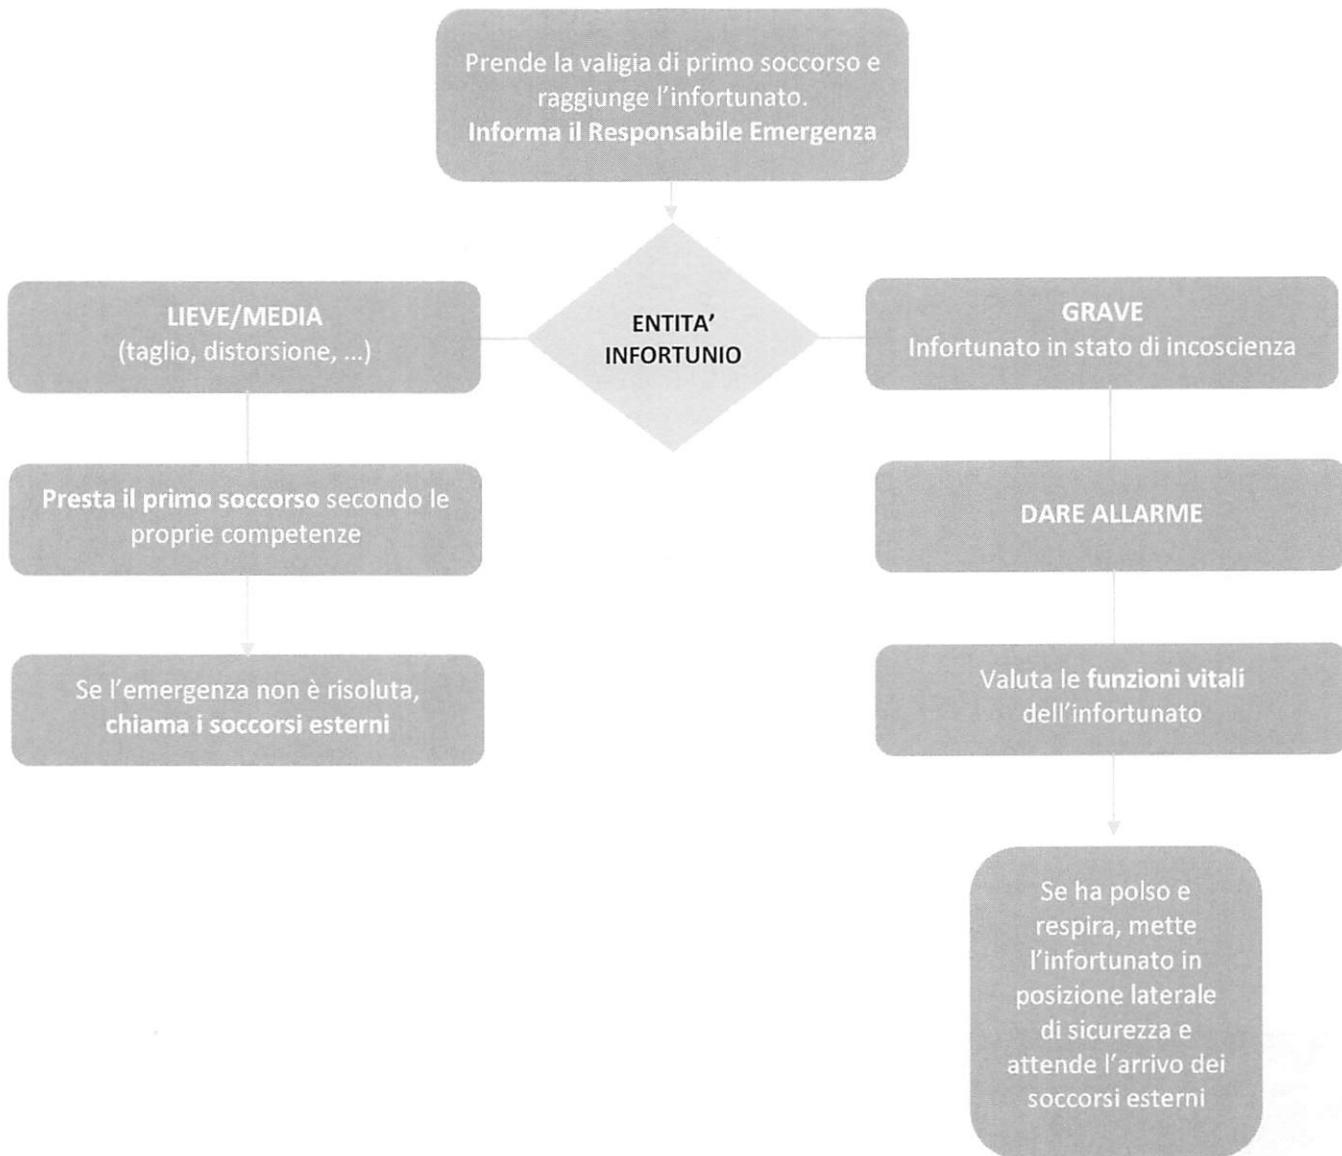 Prende la valigia di primo soccorso e
raggiunge l'infortunato.
Informa il Responsabile Emergenza
ENTITA'
INFORTUNIO
LIEVE/MEDIA
(taglio, distorsione, ...)
Presta il primo soccorso secondo le
proprie competenze
Se l'emergenza non è risoluta,
chiama i soccorsi esterni
GRAVE
Infortunato in stato di incoscienza
DARE ALLARME
Valuta le funzioni vitali
dell'infortunato
Se ha polso e
respira, mette
l'infortunato in
posizione laterale
di sicurezza e
attende l'arrivo dei
soccorsi esterni